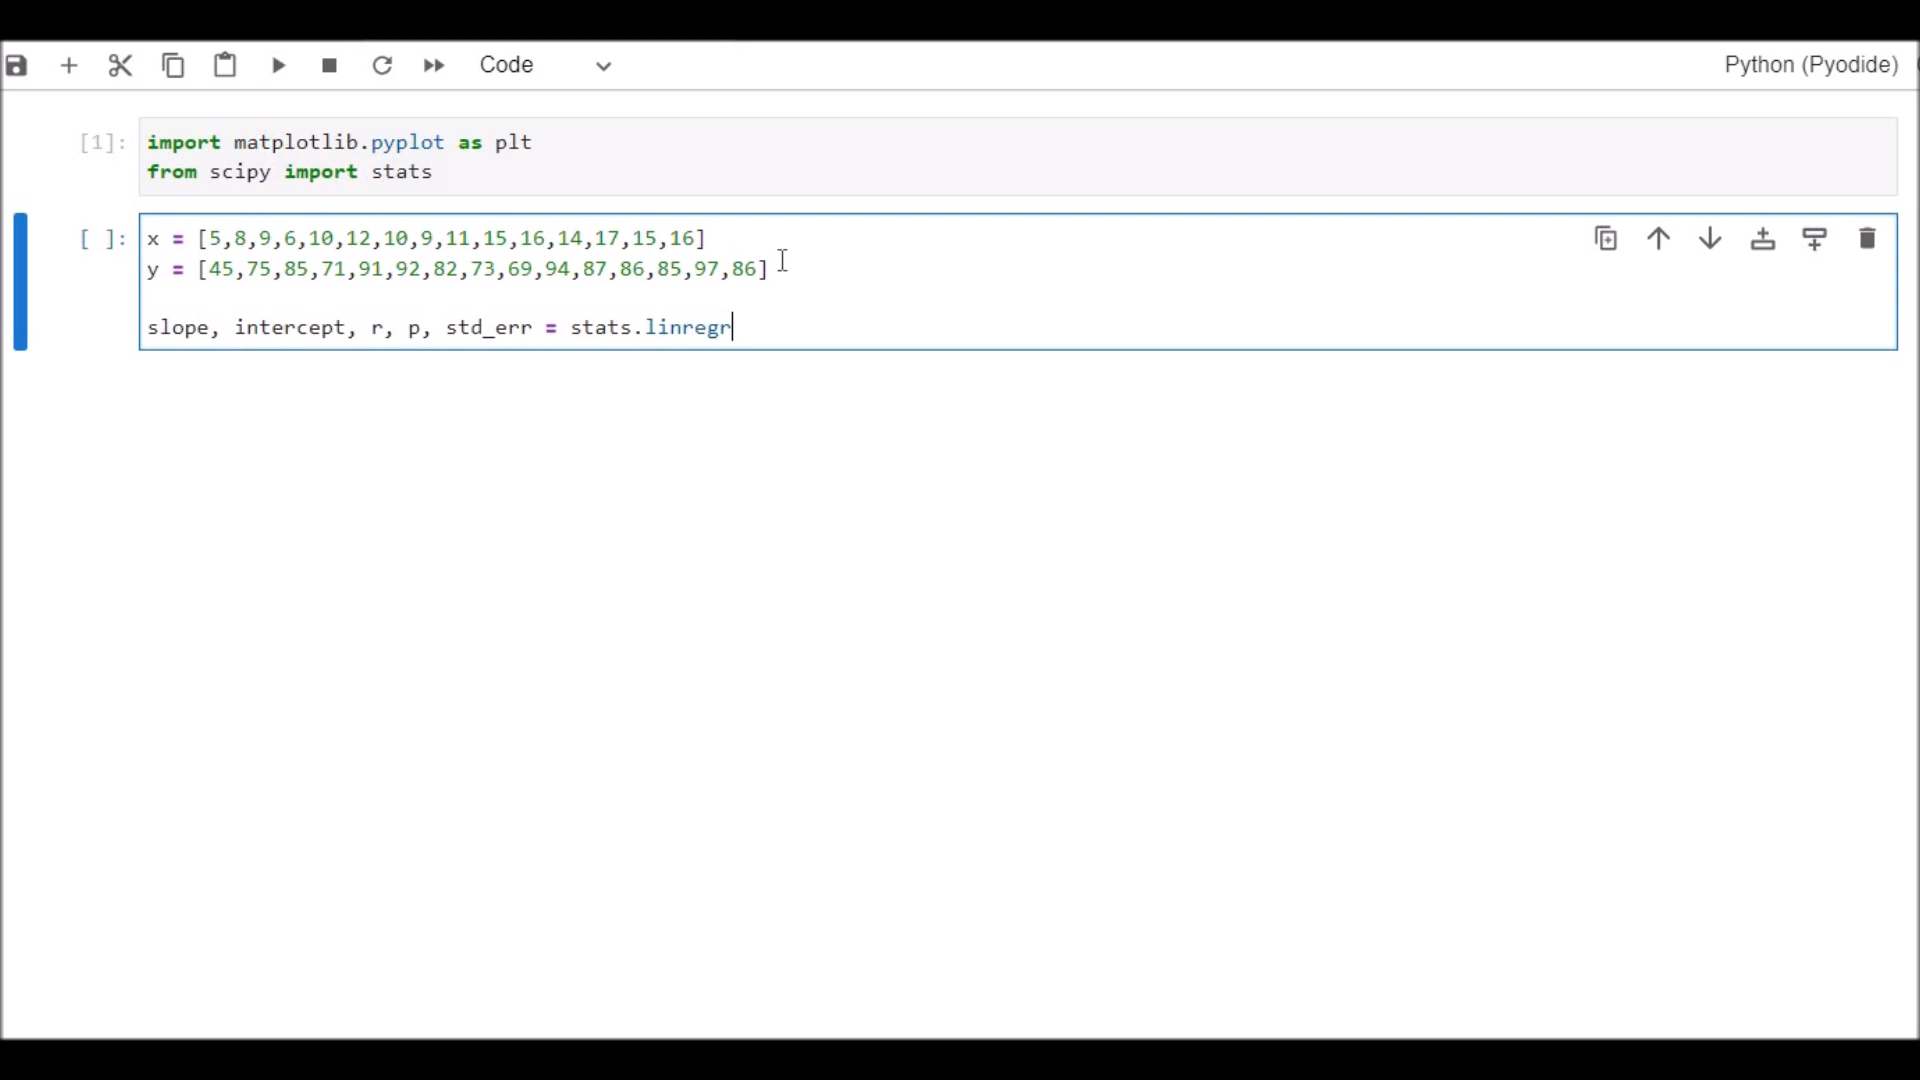 Code
Python (Pyodide)
[1]:
import matplotlib.pyplot as plt
from scipy import stats
[ ]:
x = [5,8,9,6,10,12,10,9,11,15,16,14,17,15,16]
y = [45,75,85,71,91,92,82,73,69,94,87,86,85,97,86]
slope, intercept, r, p, std_err = stats.linregr